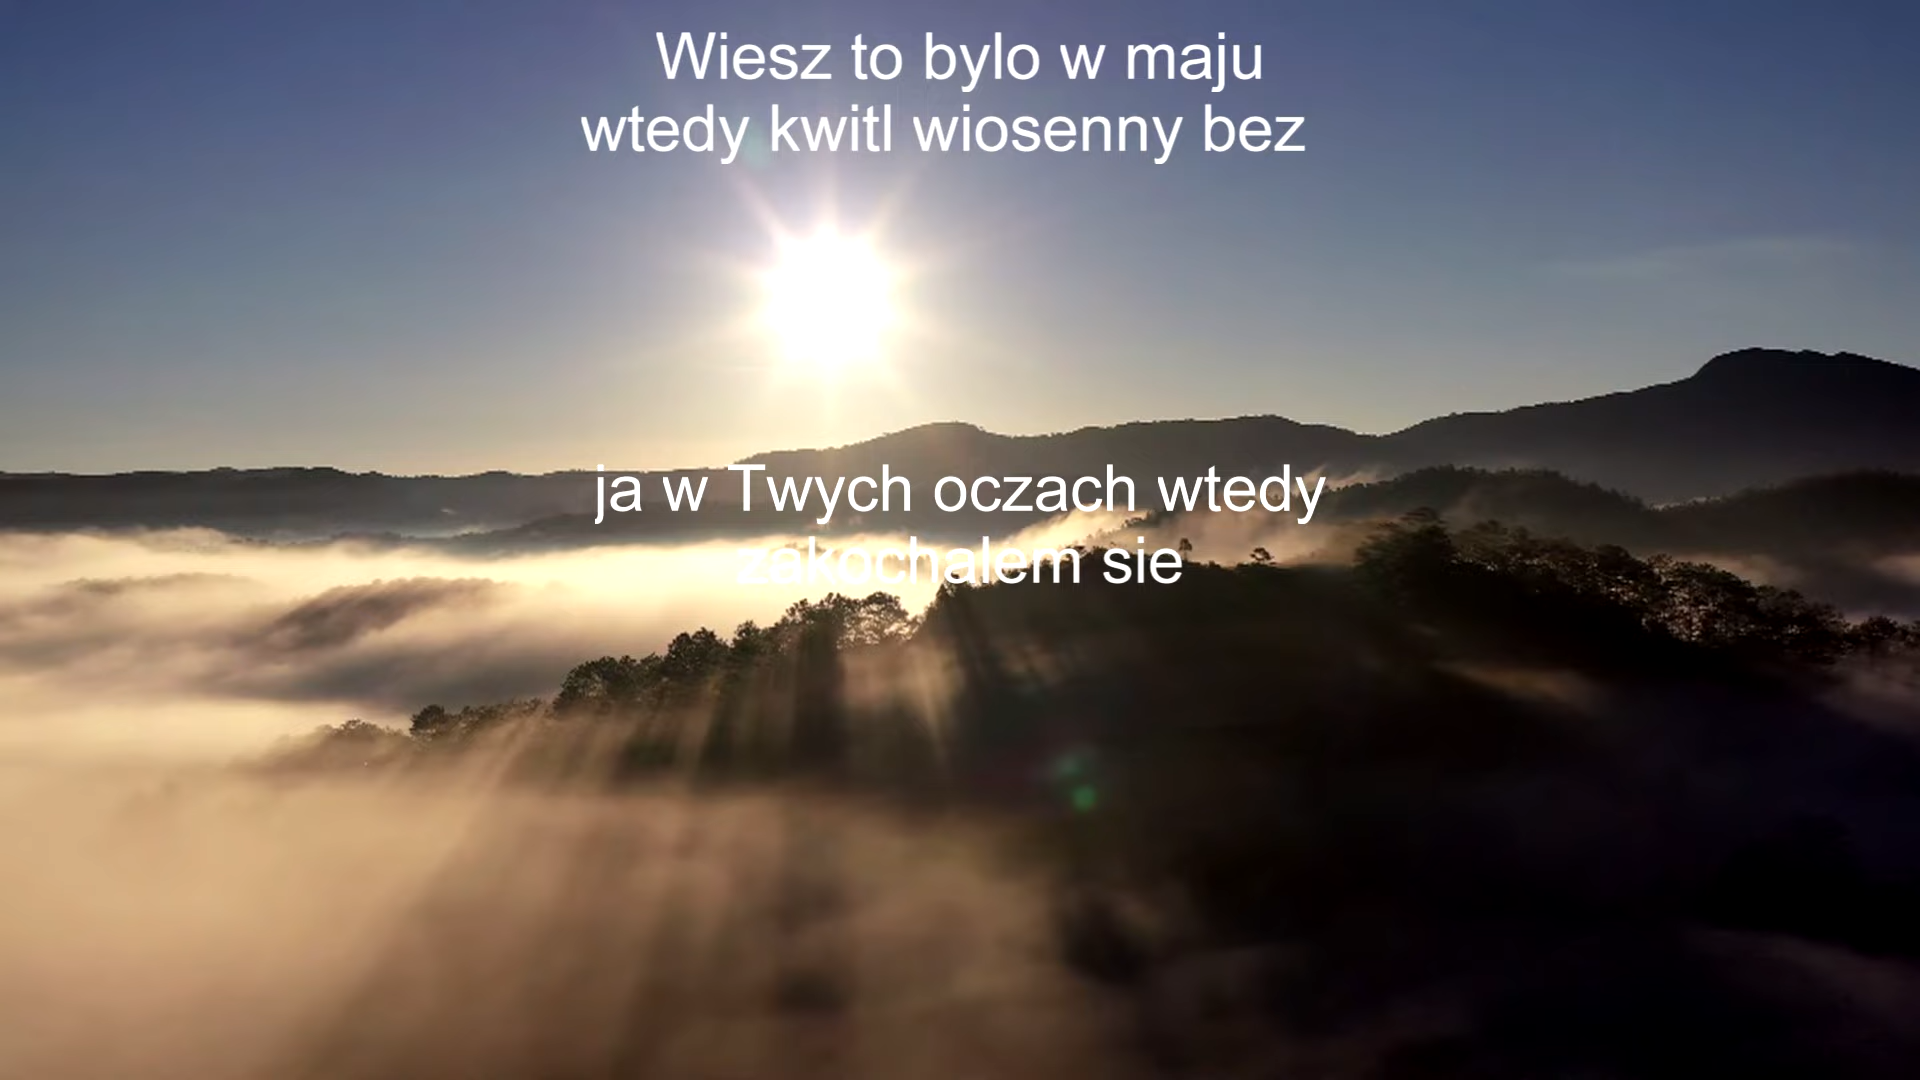 Wiesz to bylo w maju
wtedy kwitl wiosenny bez
ja w Twych oczach wtedy
zakochalem sie